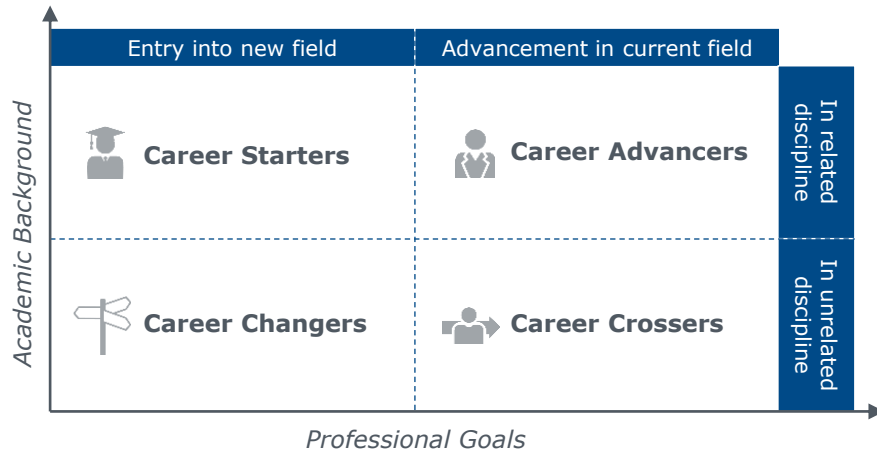 Entry into new field
Advancement in current field
Academic Background
Career Starters
Career Advancers
In related
discipline
Career Changers
Career Crossers
In unrelated
discipline
Professional Goals